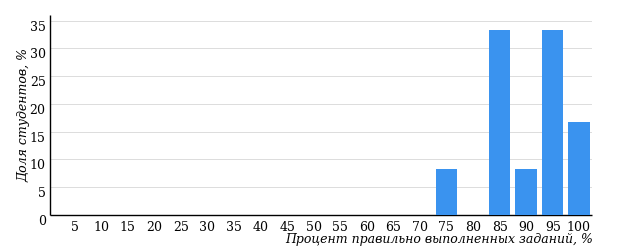 Доля студентов, %
35
30
25
20
15
10
5
0
5 10 15 20 25 30 35 40 45 50 55 60 65 70 75 80 85 90 95 100
Процент правильно выполненных заданий, %